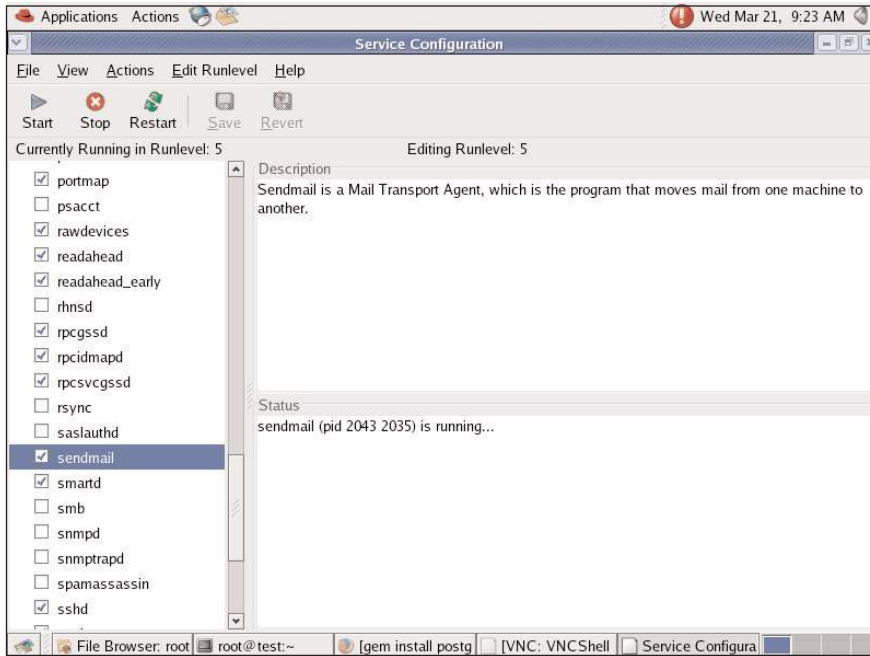 Applications Actions Wed Mar 21, 9:23 AM
Service Configuration
File View Actions Edit Runlevel Help
Start Stop Restart Save Revert
Currently Running in Runlevel: 5 Editing Runlevel: 5
portmap
psacct
rawdevices
readahead
readahead_early
rhnsd
rpcgssd
rpcidmapd
rpcsvcgssd
rsync
saslauthd
sendmail
smartd
smb
snmpd
snmptrapd
spamassassin
sshd
Description
Sendmail is a Mail Transport Agent, which is the program that moves mail from one machine to
another.
Status
sendmail (pid 2043 2035) is running...
File Browser: root root@test:~ [gem install postg [VNC: VNCShell Service Configura